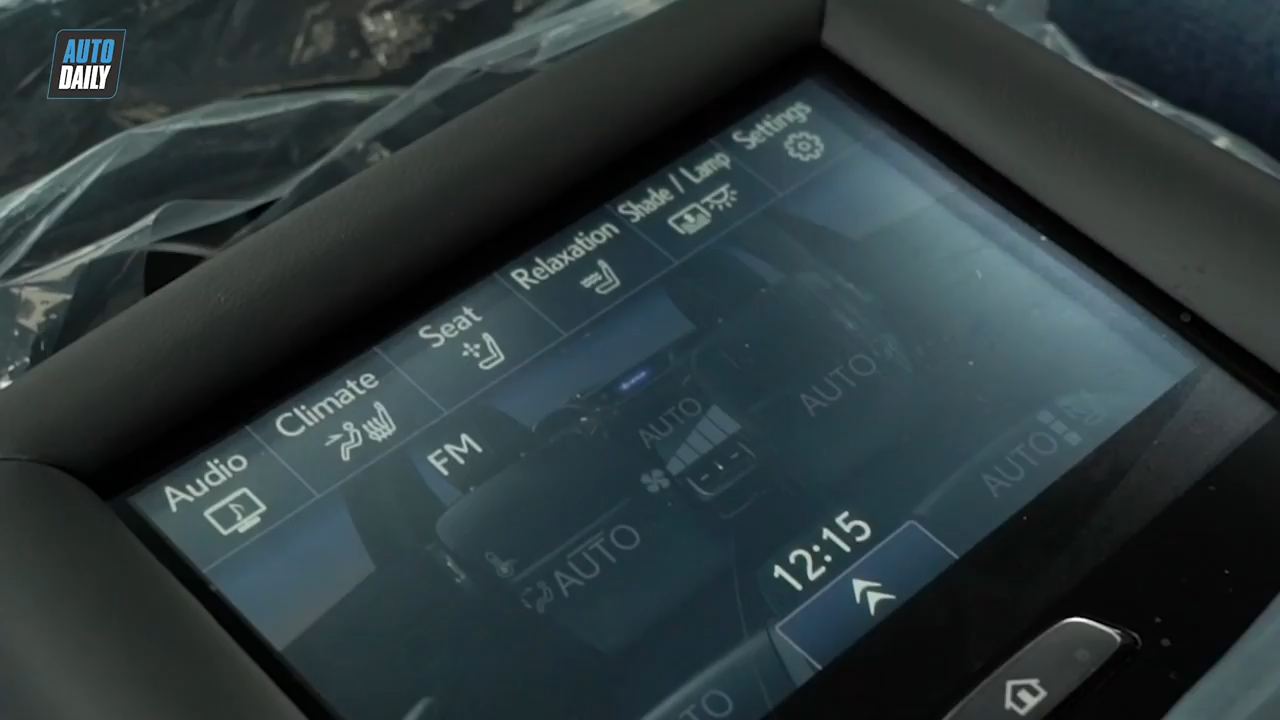 AUTO
DAILY
Audio
Climate
Seat
Relaxation
Shade / Lamp
Settings
FM
AUTO
AUTO
AUTO
AUTO
12:15